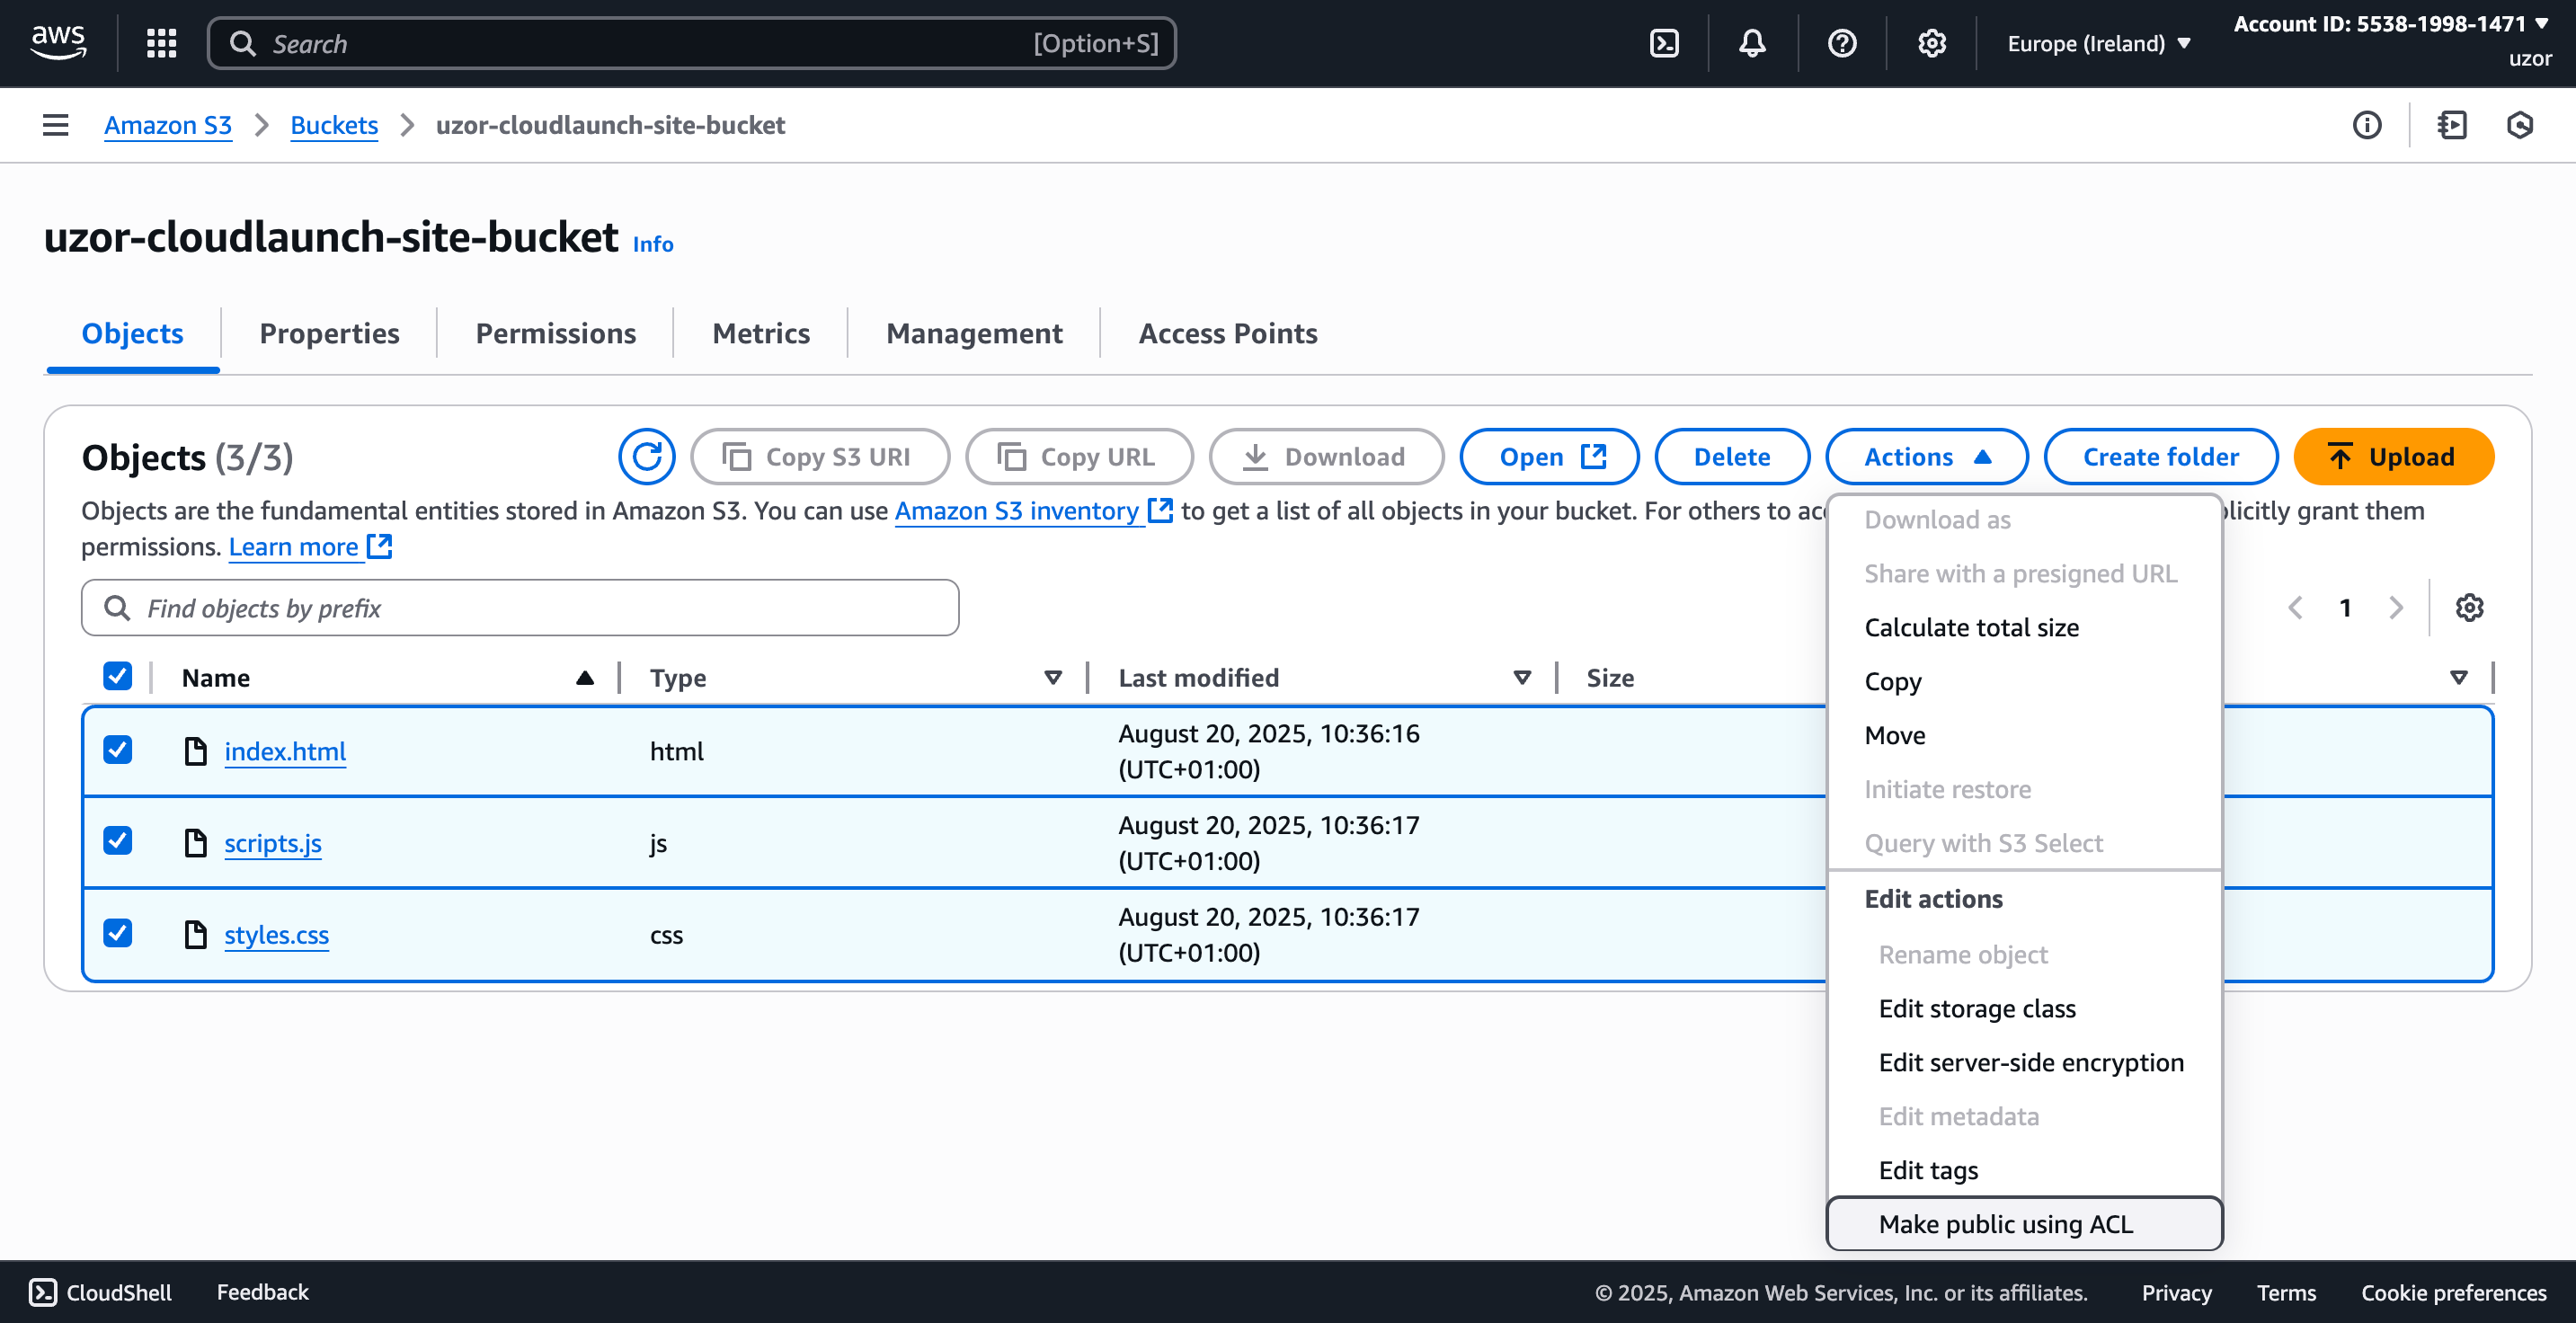 aws
Search [Option+S]
Europe (Ireland)
Account ID: 5538-1998-1471
uzor
Amazon S3 Buckets uzor-cloudlaunch-site-bucket
uzor-cloudlaunch-site-bucket Info
Objects Properties Permissions Metrics Management Access Points
Objects (3/3) Copy S3 URI Copy URL Download Open Delete Actions Create folder Upload
Objects are the fundamental entities stored in Amazon S3. You can use Amazon S3 inventory to get a list of all objects in your bucket. For others to grant them
permissions. Learn more
Find objects by prefix
1
Name Type Last modified Size
index.html html August 20, 2025, 10:36:16
(UTC+01:00)
scripts.js js August 20, 2025, 10:36:17
(UTC+01:00)
styles.css css August 20, 2025, 10:36:17
(UTC+01:00)
Download as
Share with a presigned URL
Calculate total size
Copy
Move
Initiate restore
Query with S3 Select
Edit actions
Rename object
Edit storage class
Edit server-side encryption
Edit metadata
Edit tags
Make public using ACL
CloudShell Feedback © 2025, Amazon Web Services, Inc. or its affiliates. Privacy Terms Cookie preferences